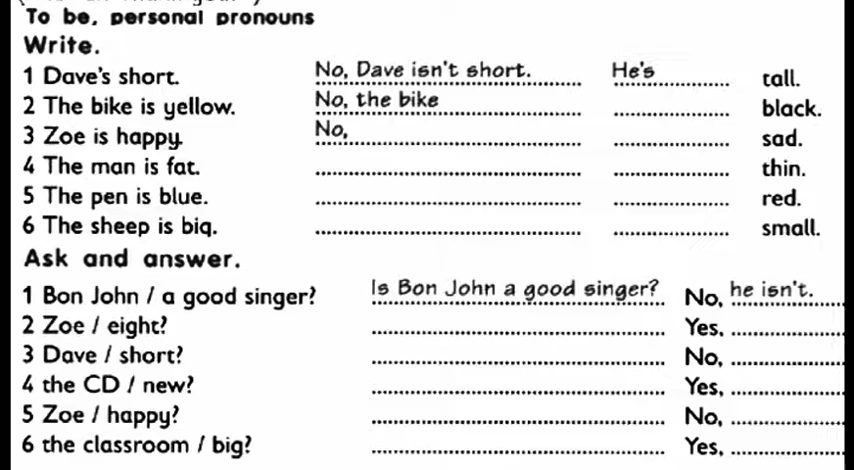 To be, personal pronouns
Write.
1 Dave's short. No, Dave isn't short. He's tall.
2 The bike is yellow. No, the bike black.
3 Zoe is happy. No, sad.
4 The man is fat. thin.
5 The pen is blue. red.
6 The sheep is big. small.
Ask and answer.
1 Bon John / a good singer? Is Bon John a good singer? No, he isn't.
2 Zoe / eight? Yes,
3 Dave / short? No,
4 the CD / new? Yes,
5 Zoe / happy? No,
6 the classroom / big? Yes,